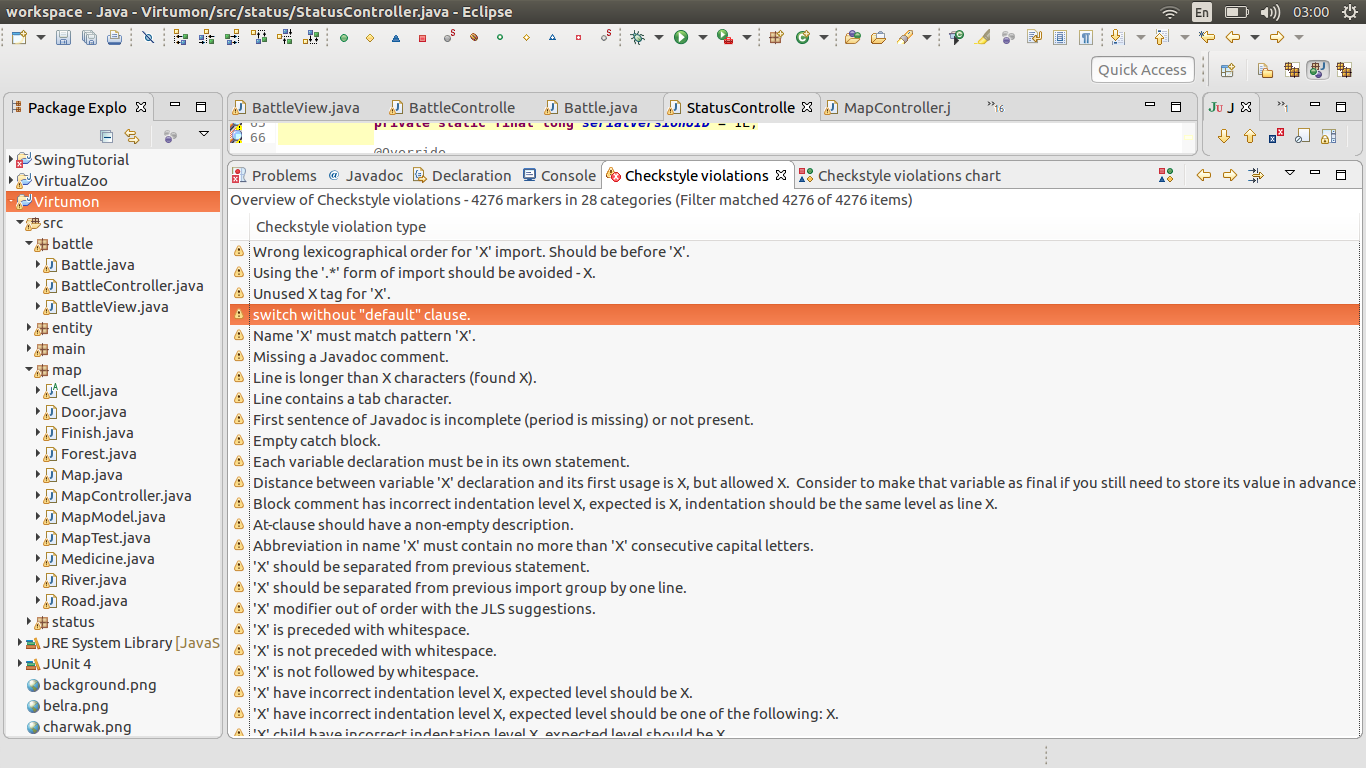 workspace - Java - Virtumon/src/status/StatusController.java - Eclipse
En
03:00
Quick Access
Package Explo
BattleView.java
BattleControlle
Battle.java
StatusControlle
MapController.j
»16
JU J
»1
65 private static final long serialVersionUID = 1L;
66
@Override
SwingTutorial
VirtualZoo
Virtumon
src
battle
Battle.java
BattleController.java
BattleView.java
entity
main
map
Cell.java
Door.java
Finish.java
Forest.java
Map.java
MapController.java
MapModel.java
MapTest.java
Medicine.java
River.java
Road.java
status
JRE System Library [JavaS
JUnit 4
background.png
belra.png
charwak.png
Problems
@ Javadoc
Declaration
Console
Checkstyle violations
Checkstyle violations chart
Overview of Checkstyle violations - 4276 markers in 28 categories (Filter matched 4276 of 4276 items)
Checkstyle violation type
Wrong lexicographical order for 'X' import. Should be before 'X'.
Using the '.*' form of import should be avoided - X.
Unused X tag for 'X'.
switch without "default" clause.
Name 'X' must match pattern 'X'.
Missing a Javadoc comment.
Line is longer than X characters (found X).
Line contains a tab character.
First sentence of Javadoc is incomplete (period is missing) or not present.
Empty catch block.
Each variable declaration must be in its own statement.
Distance between variable 'X' declaration and its first usage is X, but allowed X.  Consider to make that variable as final if you still need to store its value in advance
Block comment has incorrect indentation level X, expected is X, indentation should be the same level as line X.
At-clause should have a non-empty description.
Abbreviation in name 'X' must contain no more than 'X' consecutive capital letters.
'X' should be separated from previous statement.
'X' should be separated from previous import group by one line.
'X' modifier out of order with the JLS suggestions.
'X' is preceded with whitespace.
'X' is not preceded with whitespace.
'X' is not followed by whitespace.
'X' have incorrect indentation level X, expected level should be X.
'X' have incorrect indentation level X, expected level should be one of the following: X.
'X' child have incorrect indentation level X, expected level should be X.